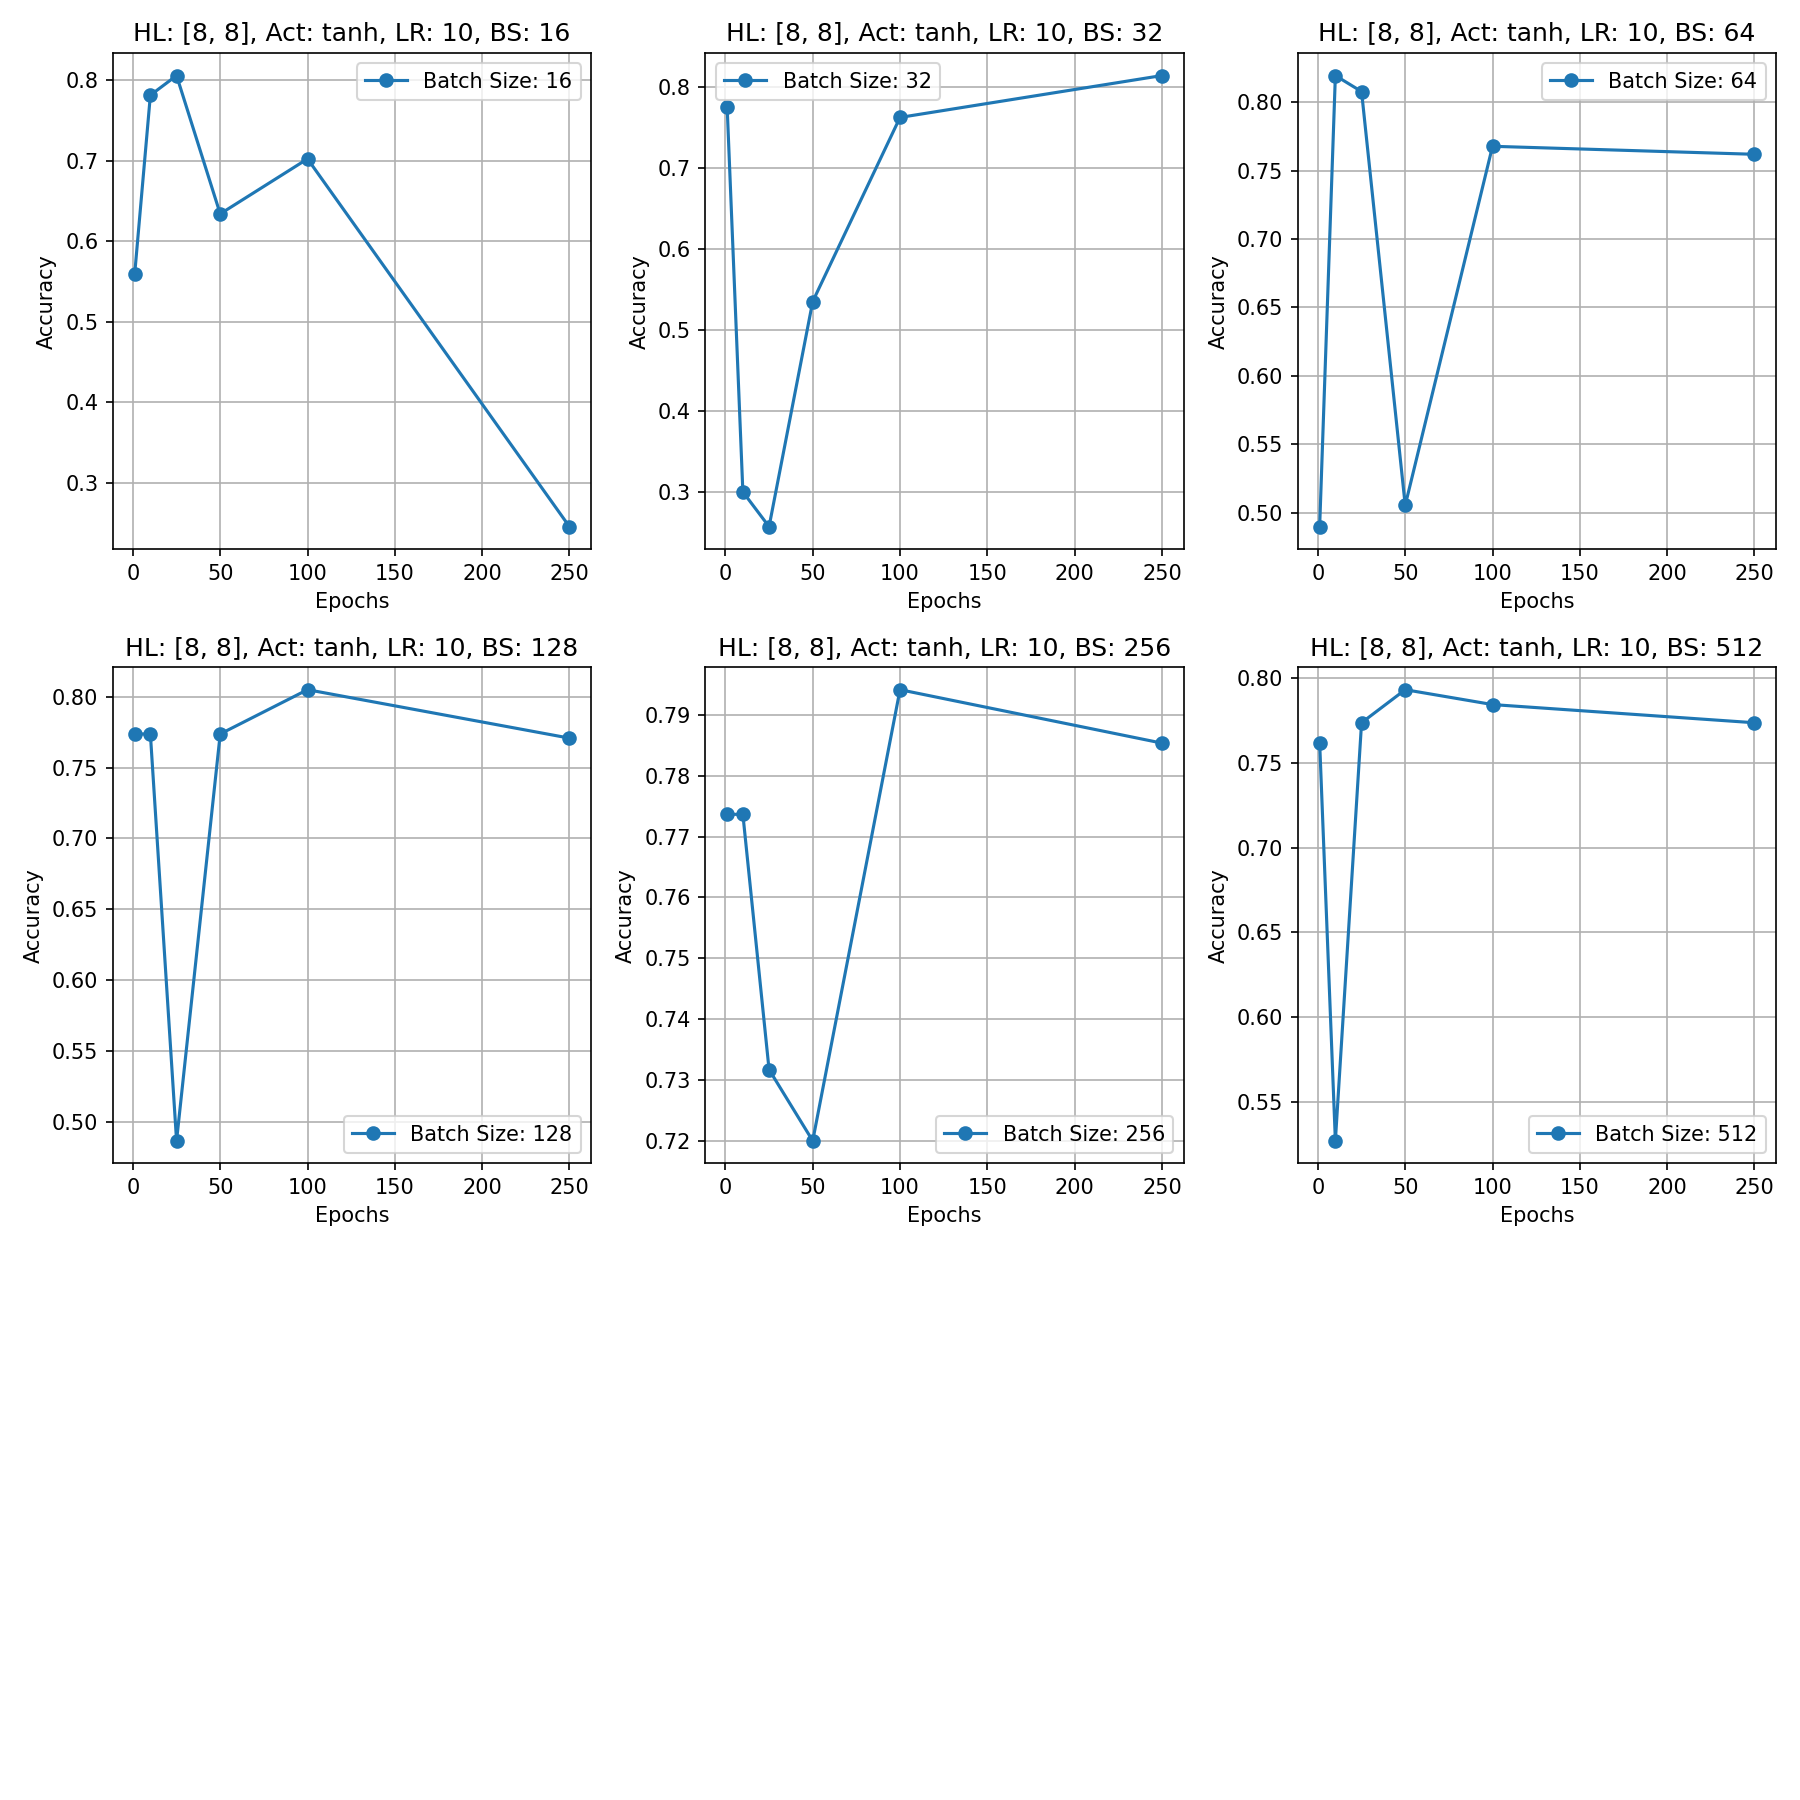 HL: [8, 8], Act: tanh, LR: 10, BS: 16
Batch Size: 16
Accuracy
0.8
0.7
0.6
0.5
0.4
0.3
0 50 100 150 200 250
Epochs
HL: [8, 8], Act: tanh, LR: 10, BS: 32
Batch Size: 32
Accuracy
0.8
0.7
0.6
0.5
0.4
0.3
0 50 100 150 200 250
Epochs
HL: [8, 8], Act: tanh, LR: 10, BS: 64
Batch Size: 64
Accuracy
0.80
0.75
0.70
0.65
0.60
0.55
0.50
0 50 100 150 200 250
Epochs
HL: [8, 8], Act: tanh, LR: 10, BS: 128
Accuracy
0.80
0.75
0.70
0.65
0.60
0.55
0.50
Batch Size: 128
0 50 100 150 200 250
Epochs
HL: [8, 8], Act: tanh, LR: 10, BS: 256
Accuracy
0.79
0.78
0.77
0.76
0.75
0.74
0.73
0.72
Batch Size: 256
0 50 100 150 200 250
Epochs
HL: [8, 8], Act: tanh, LR: 10, BS: 512
Accuracy
0.80
0.75
0.70
0.65
0.60
0.55
Batch Size: 512
0 50 100 150 200 250
Epochs